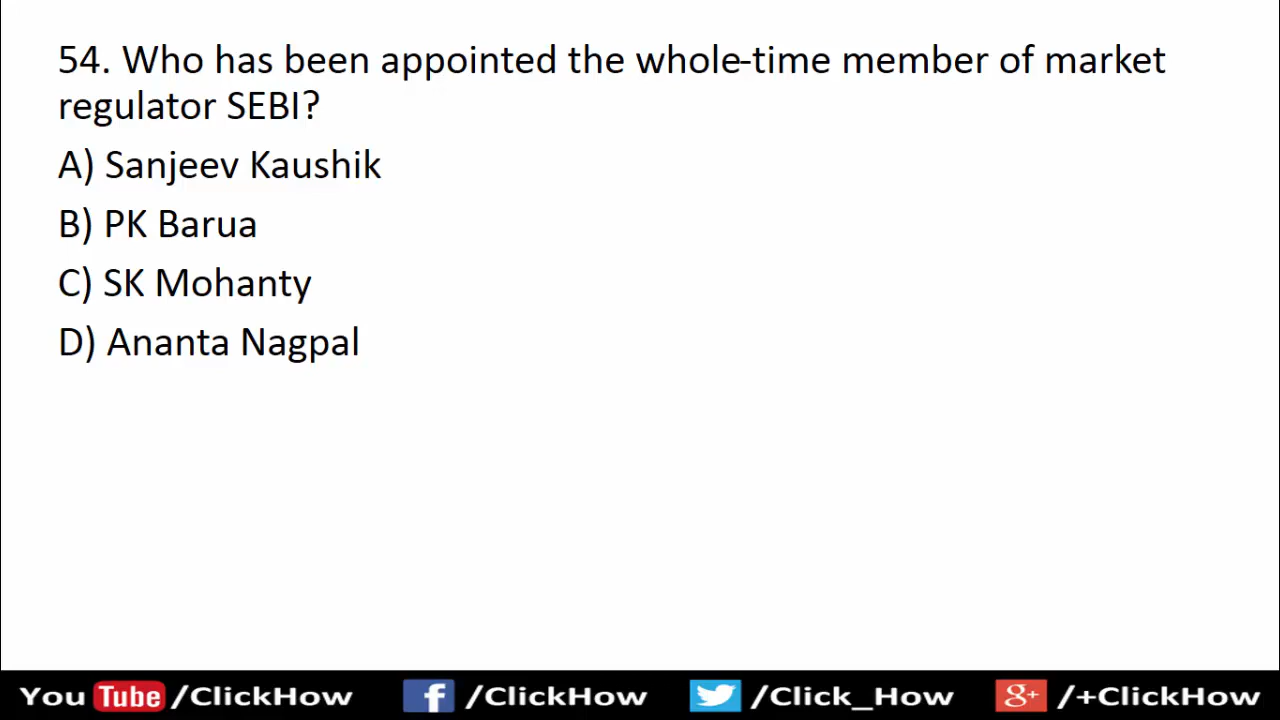 54. Who has been appointed the whole-time member of market
regulator SEBI?
A) Sanjeev Kaushik
B) PK Barua
C) SK Mohanty
D) Ananta Nagpal
You Tube /ClickHow f /ClickHow /Click_How g+ /+ClickHow